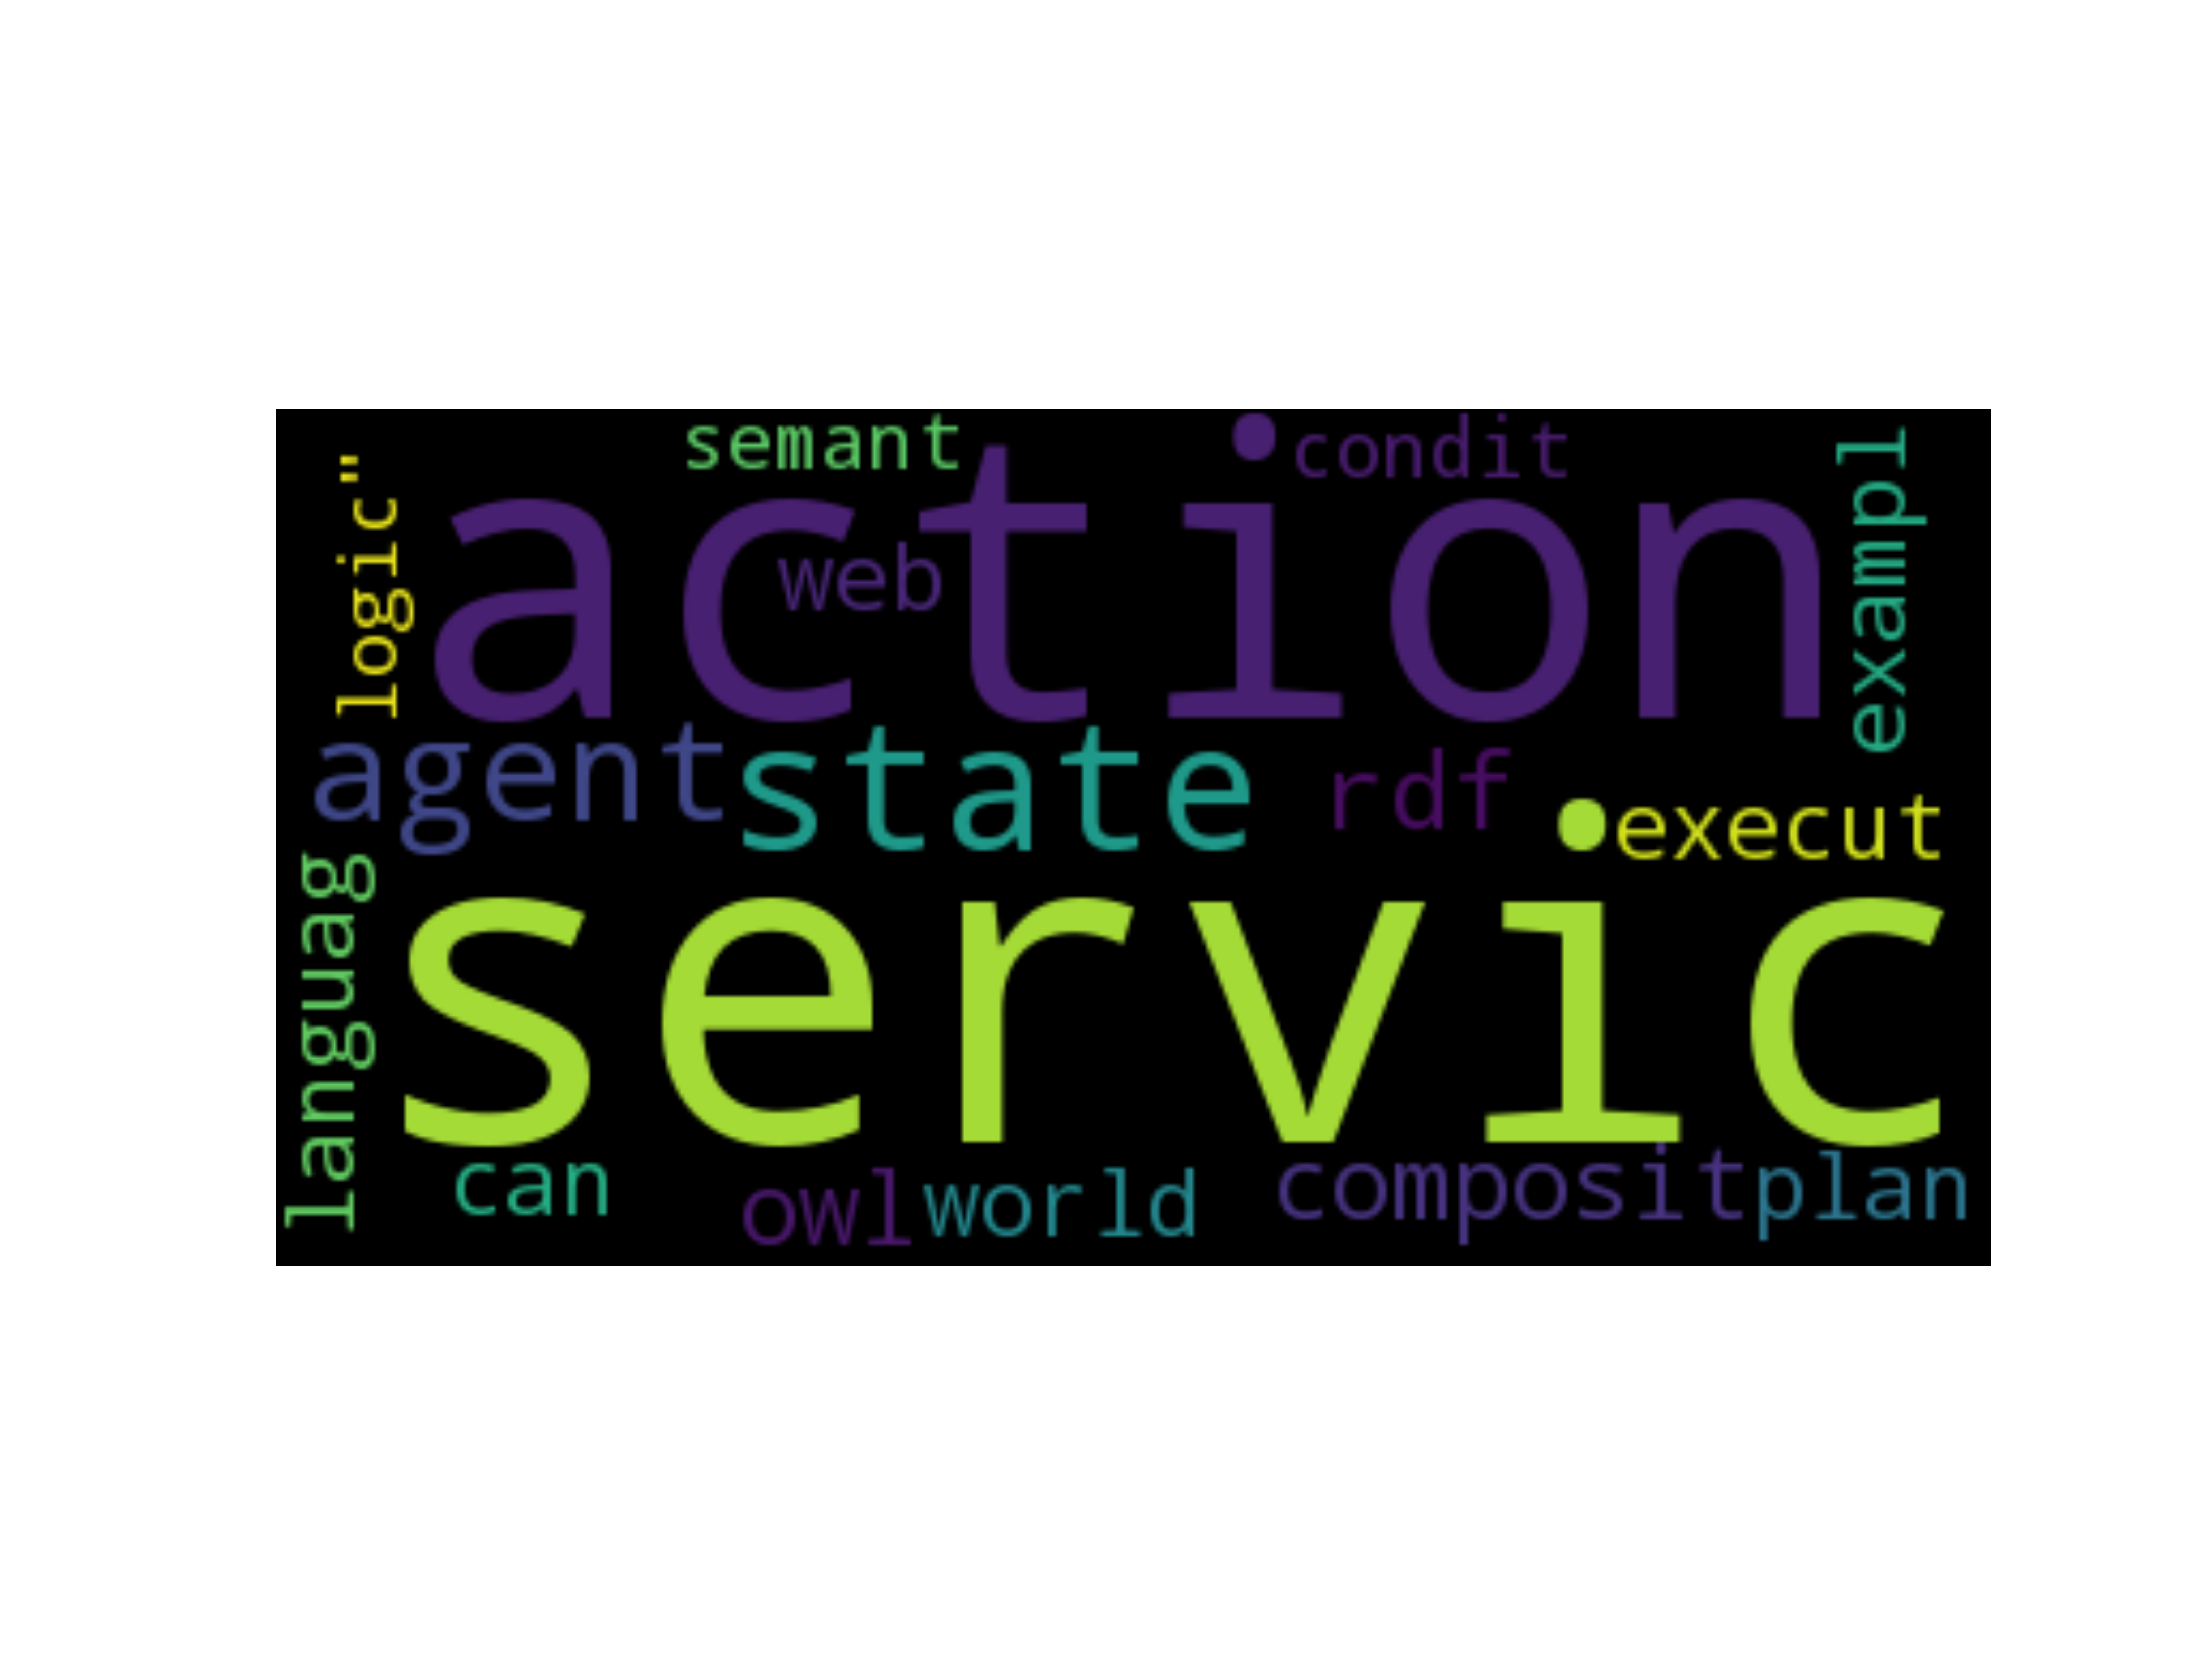 semant
condit
logic"
action
exampl
web
agent
state
rdf
execut
languag
servic
can
owl
world
composit
plan